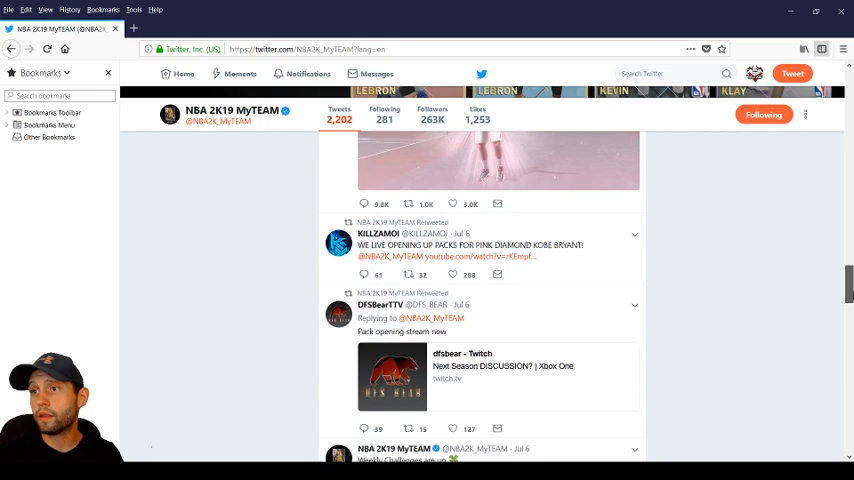 File Edit View History Bookmarks Tools Help
NBA 2K19 MyTEAM (@NBA2K_
Twitter, Inc. (US) https://twitter.com/NBA2K_MyTEAM?lang=en
Bookmarks
Search bookmarks
Bookmarks Toolbar
Bookmarks Menu
Other Bookmarks
Home Moments Notifications Messages Search Twitter Tweet
LEBRON LEBRON KEVIN KLAY
NBA 2K19 MyTEAM
@NBA2K_MyTEAM
Tweets Following Followers Likes
2,202 281 263K 1,253
Following
9.8K 1.0K 3.0K
NBA 2K19 MyTEAM Retweeted
KILLZAMOI @KILLZAMOI · Jul 6
WE LIVE OPENING UP PACKS FOR PINK DIAMOND KOBE BRYANT!
@NBA2K_MyTEAM youtube.com/watch?v=rKEmpf...
61 32 288
NBA 2K19 MyTEAM Retweeted
DFSBearTTV @DFS_BEAR · Jul 6
Replying to @NBA2K_MyTEAM
Pack opening stream now
dfsbear - Twitch
Next Season DISCUSSION? | Xbox One
twitch.tv
DFS BEAR
39 15 127
NBA 2K19 MyTEAM @NBA2K_MyTEAM · Jul 6
Weekly Challenges are up